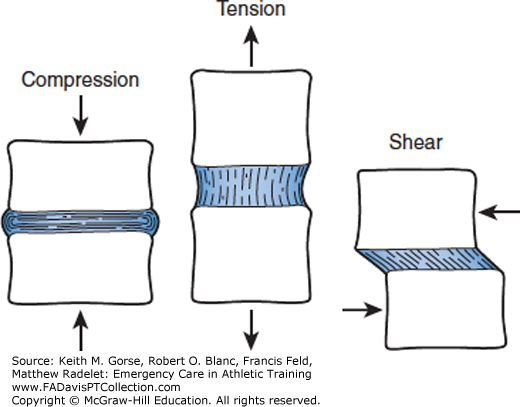 Tension
Compression
Shear
Source: Keith M. Gorse, Robert O. Blanc, Francis Feld,
Matthew Radelet: Emergency Care in Athletic Training
www.FADavisPTCollection.com
Copyright © McGraw-Hill Education. All rights reserved.